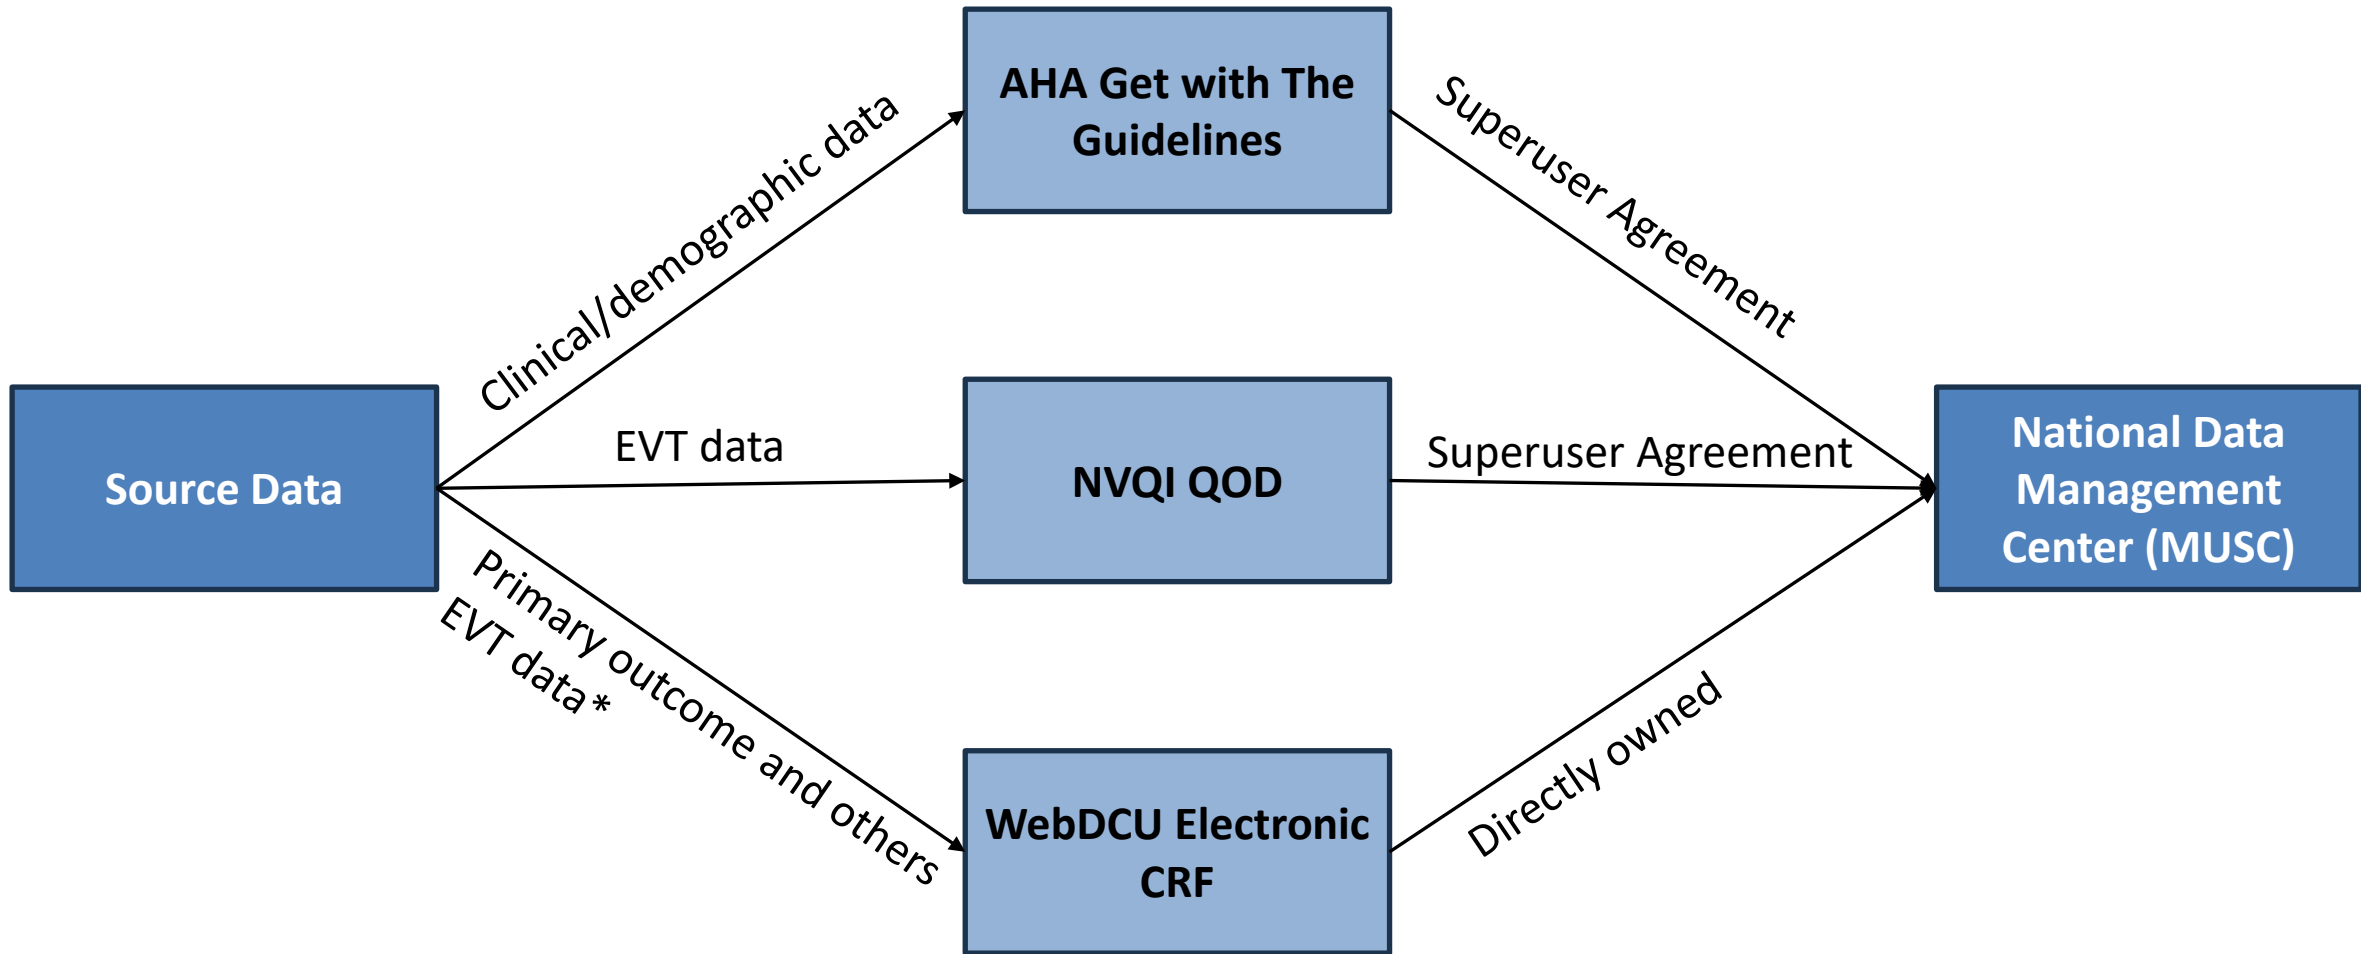 AHA Get with The
Guidelines
Clinical/demographic data
Superuser Agreement
Source Data
EVT data
NVQI QOD
Superuser Agreement
National Data
Management
Center (MUSC)
Primary outcome and others
EVT data*
WebDCU Electronic
CRF
Directly owned